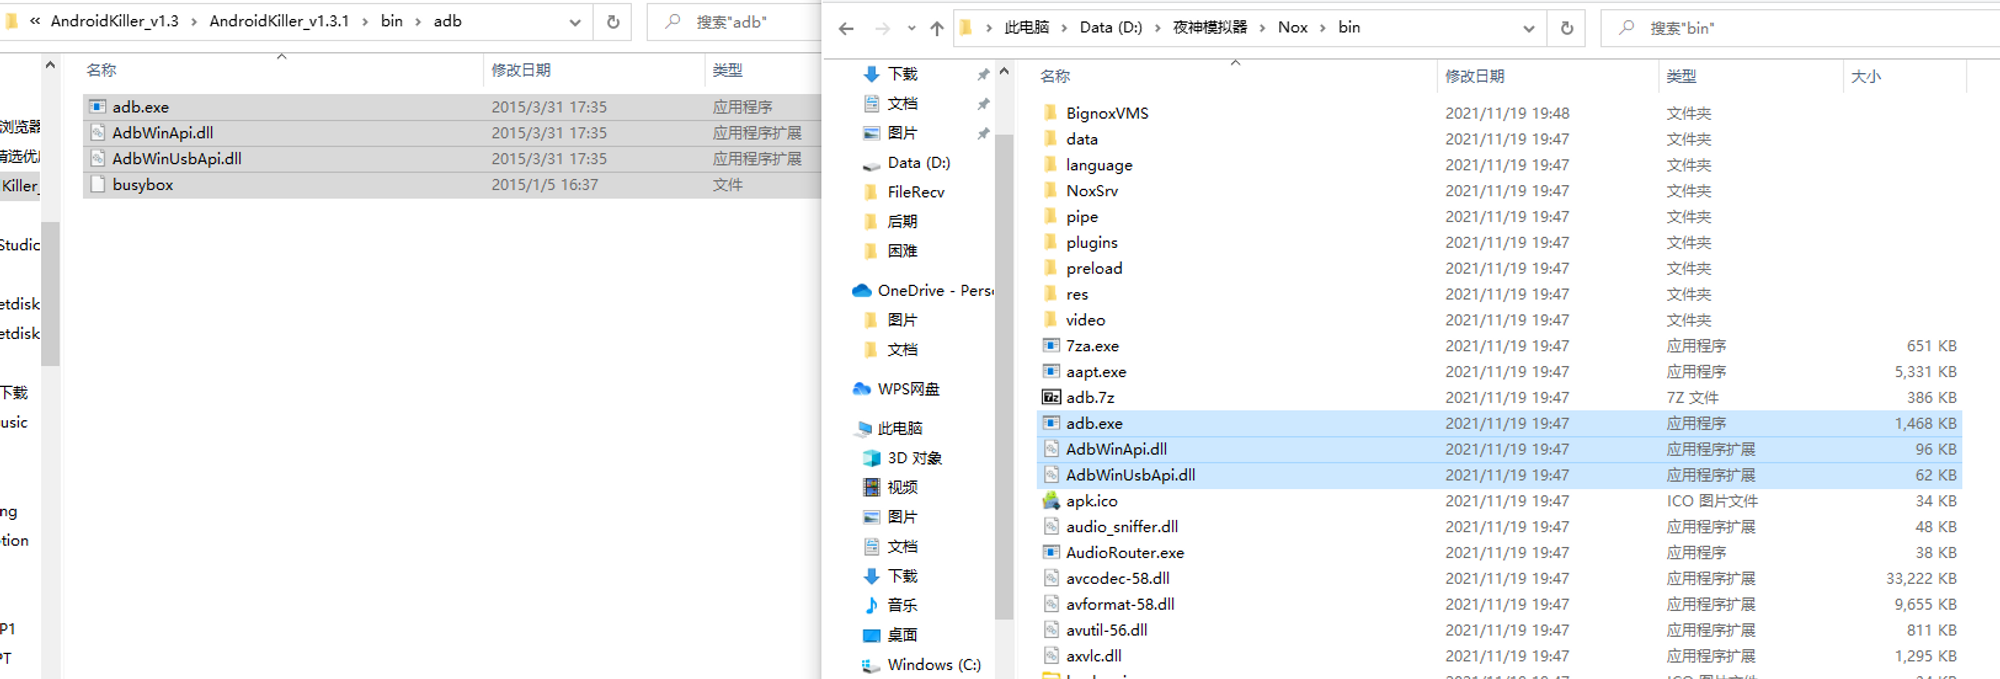 « AndroidKiller_v1.3 › AndroidKiller_v1.3.1 › bin › adb
搜索"adb"
名称 修改日期 类型
adb.exe 2015/3/31 17:35 应用程序
AdbWinApi.dll 2015/3/31 17:35 应用程序扩展
AdbWinUsbApi.dll 2015/3/31 17:35 应用程序扩展
busybox 2015/1/5 16:37 文件
浏览器
精选优
Killer_
Studio
etdisk
etdisk
下载
usic
ng
tion
P1
PT
› 此电脑 › Data (D:) › 夜神模拟器 › Nox › bin
搜索"bin"
下载
文档
图片
Data (D:)
FileRecv
后期
困难
OneDrive - Perso
图片
文档
WPS网盘
此电脑
3D 对象
视频
图片
文档
下载
音乐
桌面
Windows (C:)
名称 修改日期 类型 大小
BignoxVMS 2021/11/19 19:48 文件夹
data 2021/11/19 19:47 文件夹
language 2021/11/19 19:47 文件夹
NoxSrv 2021/11/19 19:47 文件夹
pipe 2021/11/19 19:47 文件夹
plugins 2021/11/19 19:47 文件夹
preload 2021/11/19 19:47 文件夹
res 2021/11/19 19:47 文件夹
video 2021/11/19 19:47 文件夹
7za.exe 2021/11/19 19:47 应用程序 651 KB
aapt.exe 2021/11/19 19:47 应用程序 5,331 KB
adb.7z 2021/11/19 19:47 7Z 文件 386 KB
adb.exe 2021/11/19 19:47 应用程序 1,468 KB
AdbWinApi.dll 2021/11/19 19:47 应用程序扩展 96 KB
AdbWinUsbApi.dll 2021/11/19 19:47 应用程序扩展 62 KB
apk.ico 2021/11/19 19:47 ICO 图片文件 34 KB
audio_sniffer.dll 2021/11/19 19:47 应用程序扩展 48 KB
AudioRouter.exe 2021/11/19 19:47 应用程序 38 KB
avcodec-58.dll 2021/11/19 19:47 应用程序扩展 33,222 KB
avformat-58.dll 2021/11/19 19:47 应用程序扩展 9,655 KB
avutil-56.dll 2021/11/19 19:47 应用程序扩展 811 KB
axvlc.dll 2021/11/19 19:47 应用程序扩展 1,295 KB